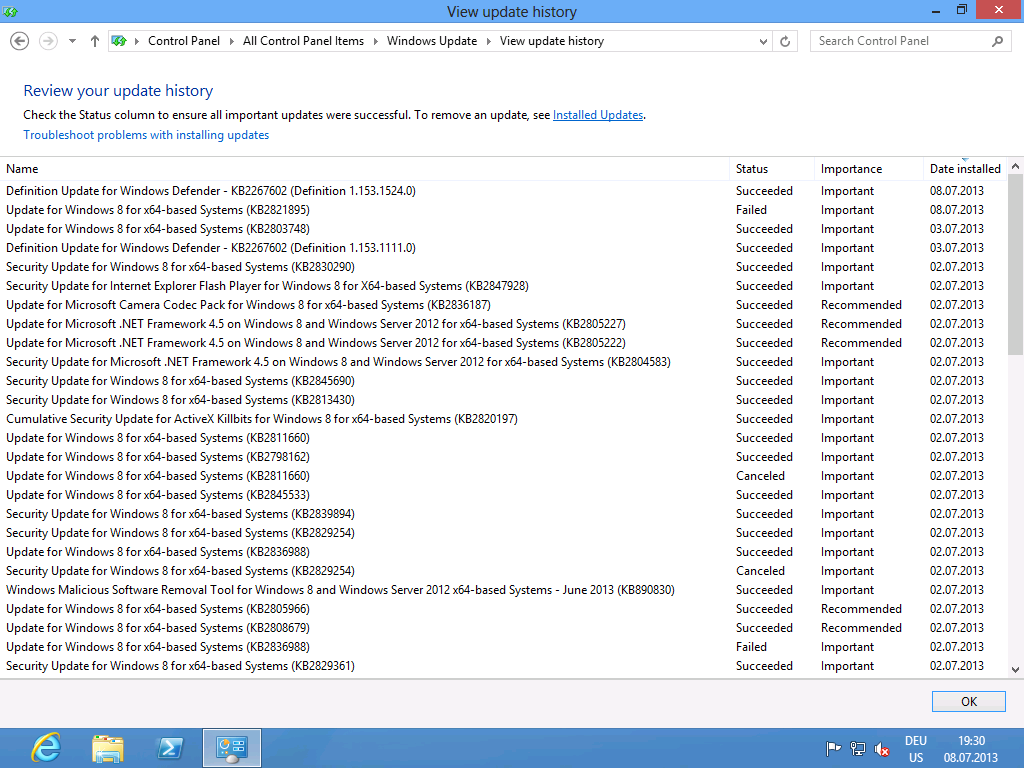 View update history
Control Panel ▸ All Control Panel Items ▸ Windows Update ▸ View update history
Search Control Panel
Review your update history
Check the Status column to ensure all important updates were successful. To remove an update, see Installed Updates.
Troubleshoot problems with installing updates
Name Status Importance Date installed
Definition Update for Windows Defender - KB2267602 (Definition 1.153.1524.0) Succeeded Important 08.07.2013
Update for Windows 8 for x64-based Systems (KB2821895) Failed Important 08.07.2013
Update for Windows 8 for x64-based Systems (KB2803748) Succeeded Important 03.07.2013
Definition Update for Windows Defender - KB2267602 (Definition 1.153.1111.0) Succeeded Important 03.07.2013
Security Update for Windows 8 for x64-based Systems (KB2830290) Succeeded Important 02.07.2013
Security Update for Internet Explorer Flash Player for Windows 8 for X64-based Systems (KB2847928) Succeeded Important 02.07.2013
Update for Microsoft Camera Codec Pack for Windows 8 for x64-based Systems (KB2836187) Succeeded Recommended 02.07.2013
Update for Microsoft .NET Framework 4.5 on Windows 8 and Windows Server 2012 for x64-based Systems (KB2805227) Succeeded Recommended 02.07.2013
Update for Microsoft .NET Framework 4.5 on Windows 8 and Windows Server 2012 for x64-based Systems (KB2805222) Succeeded Recommended 02.07.2013
Security Update for Microsoft .NET Framework 4.5 on Windows 8 and Windows Server 2012 for x64-based Systems (KB2804583) Succeeded Important 02.07.2013
Security Update for Windows 8 for x64-based Systems (KB2845690) Succeeded Important 02.07.2013
Security Update for Windows 8 for x64-based Systems (KB2813430) Succeeded Important 02.07.2013
Cumulative Security Update for ActiveX Killbits for Windows 8 for x64-based Systems (KB2820197) Succeeded Important 02.07.2013
Update for Windows 8 for x64-based Systems (KB2811660) Succeeded Important 02.07.2013
Update for Windows 8 for x64-based Systems (KB2798162) Succeeded Important 02.07.2013
Update for Windows 8 for x64-based Systems (KB2811660) Canceled Important 02.07.2013
Update for Windows 8 for x64-based Systems (KB2845533) Succeeded Important 02.07.2013
Security Update for Windows 8 for x64-based Systems (KB2839894) Succeeded Important 02.07.2013
Security Update for Windows 8 for x64-based Systems (KB2829254) Succeeded Important 02.07.2013
Update for Windows 8 for x64-based Systems (KB2836988) Succeeded Important 02.07.2013
Security Update for Windows 8 for x64-based Systems (KB2829254) Canceled Important 02.07.2013
Windows Malicious Software Removal Tool for Windows 8 and Windows Server 2012 x64-based Systems - June 2013 (KB890830) Succeeded Important 02.07.2013
Update for Windows 8 for x64-based Systems (KB2805966) Succeeded Recommended 02.07.2013
Update for Windows 8 for x64-based Systems (KB2808679) Succeeded Recommended 02.07.2013
Update for Windows 8 for x64-based Systems (KB2836988) Failed Important 02.07.2013
Security Update for Windows 8 for x64-based Systems (KB2829361) Succeeded Important 02.07.2013
OK
DEU 19:30
US 08.07.2013